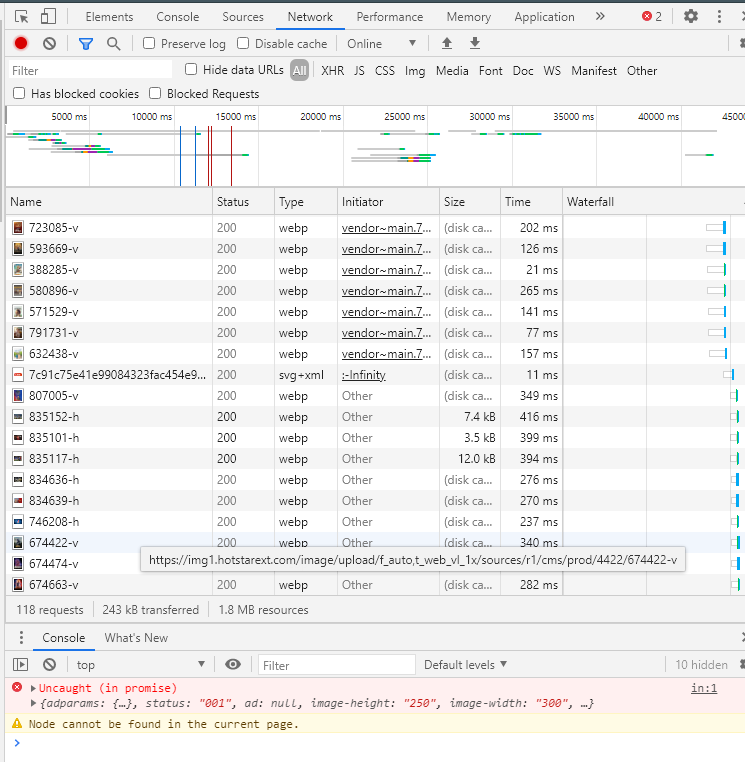 Elements Console Sources Network Performance Memory Application » 2
Preserve log Disable cache Online
Filter Hide data URLs All XHR JS CSS Img Media Font Doc WS Manifest Other
Has blocked cookies Blocked Requests
5000 ms 10000 ms 15000 ms 20000 ms 25000 ms 30000 ms 35000 ms 40000 ms 45000
Name Status Type Initiator Size Time Waterfall
723085-v 200 webp vendor~main.7... (disk ca... 202 ms
593669-v 200 webp vendor~main.7... (disk ca... 126 ms
388285-v 200 webp vendor~main.7... (disk ca... 21 ms
580896-v 200 webp vendor~main.7... (disk ca... 265 ms
571529-v 200 webp vendor~main.7... (disk ca... 141 ms
791731-v 200 webp vendor~main.7... (disk ca... 77 ms
632438-v 200 webp vendor~main.7... (disk ca... 157 ms
7c91c75e41e99084323fac454e9... 200 svg+xml :-Infinity (disk ca... 11 ms
807005-v 200 webp Other (disk ca... 349 ms
835152-h 200 webp Other 7.4 kB 416 ms
835101-h 200 webp Other 3.5 kB 399 ms
835117-h 200 webp Other 12.0 kB 394 ms
834636-h 200 webp Other (disk ca... 276 ms
834639-h 200 webp Other (disk ca... 270 ms
746208-h 200 webp Other (disk ca... 237 ms
674422-v 200 webp Other (disk ca... 340 ms
674474-v https://img1.hotstarext.com/image/upload/f_auto,t_web_vl_1x/sources/r1/cms/prod/4422/674422-v
674663-v 200 webp Other (disk ca... 282 ms
118 requests 243 kB transferred 1.8 MB resources
Console What's New
top Filter Default levels 10 hidden
Uncaught (in promise) in:1
{adparams: {…}, status: "001", ad: null, image-height: "250", image-width: "300", …}
Node cannot be found in the current page.